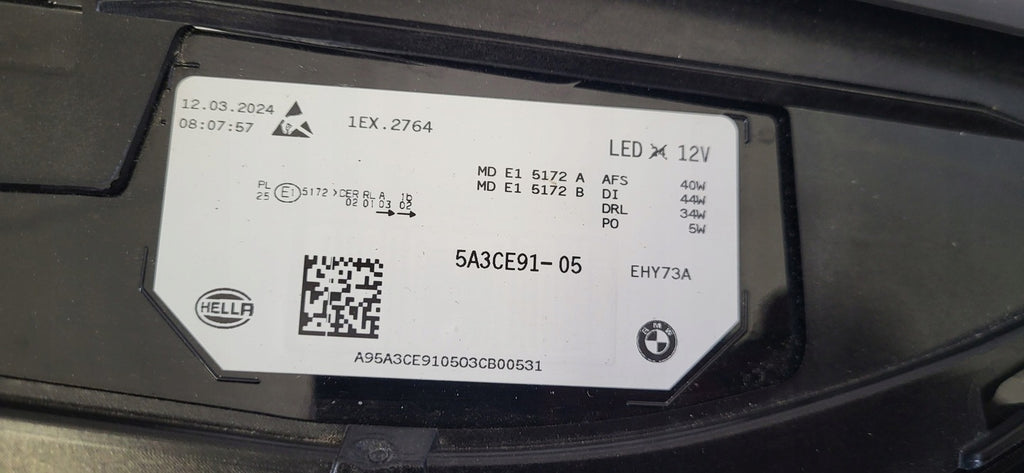 12.03.2024
08:07:57
1EX.2764
LED 24 12V
MD E1 5172 A
MD E1 5172 B
AFS 40W
DI 44W
DRL 34W
PO 5W
PL
25
E1 5172 >CER RL A 1b
02 01 03 02
5A3CE91-05
EHY73A
HELLA
BMW
A95A3CE910503CB00531